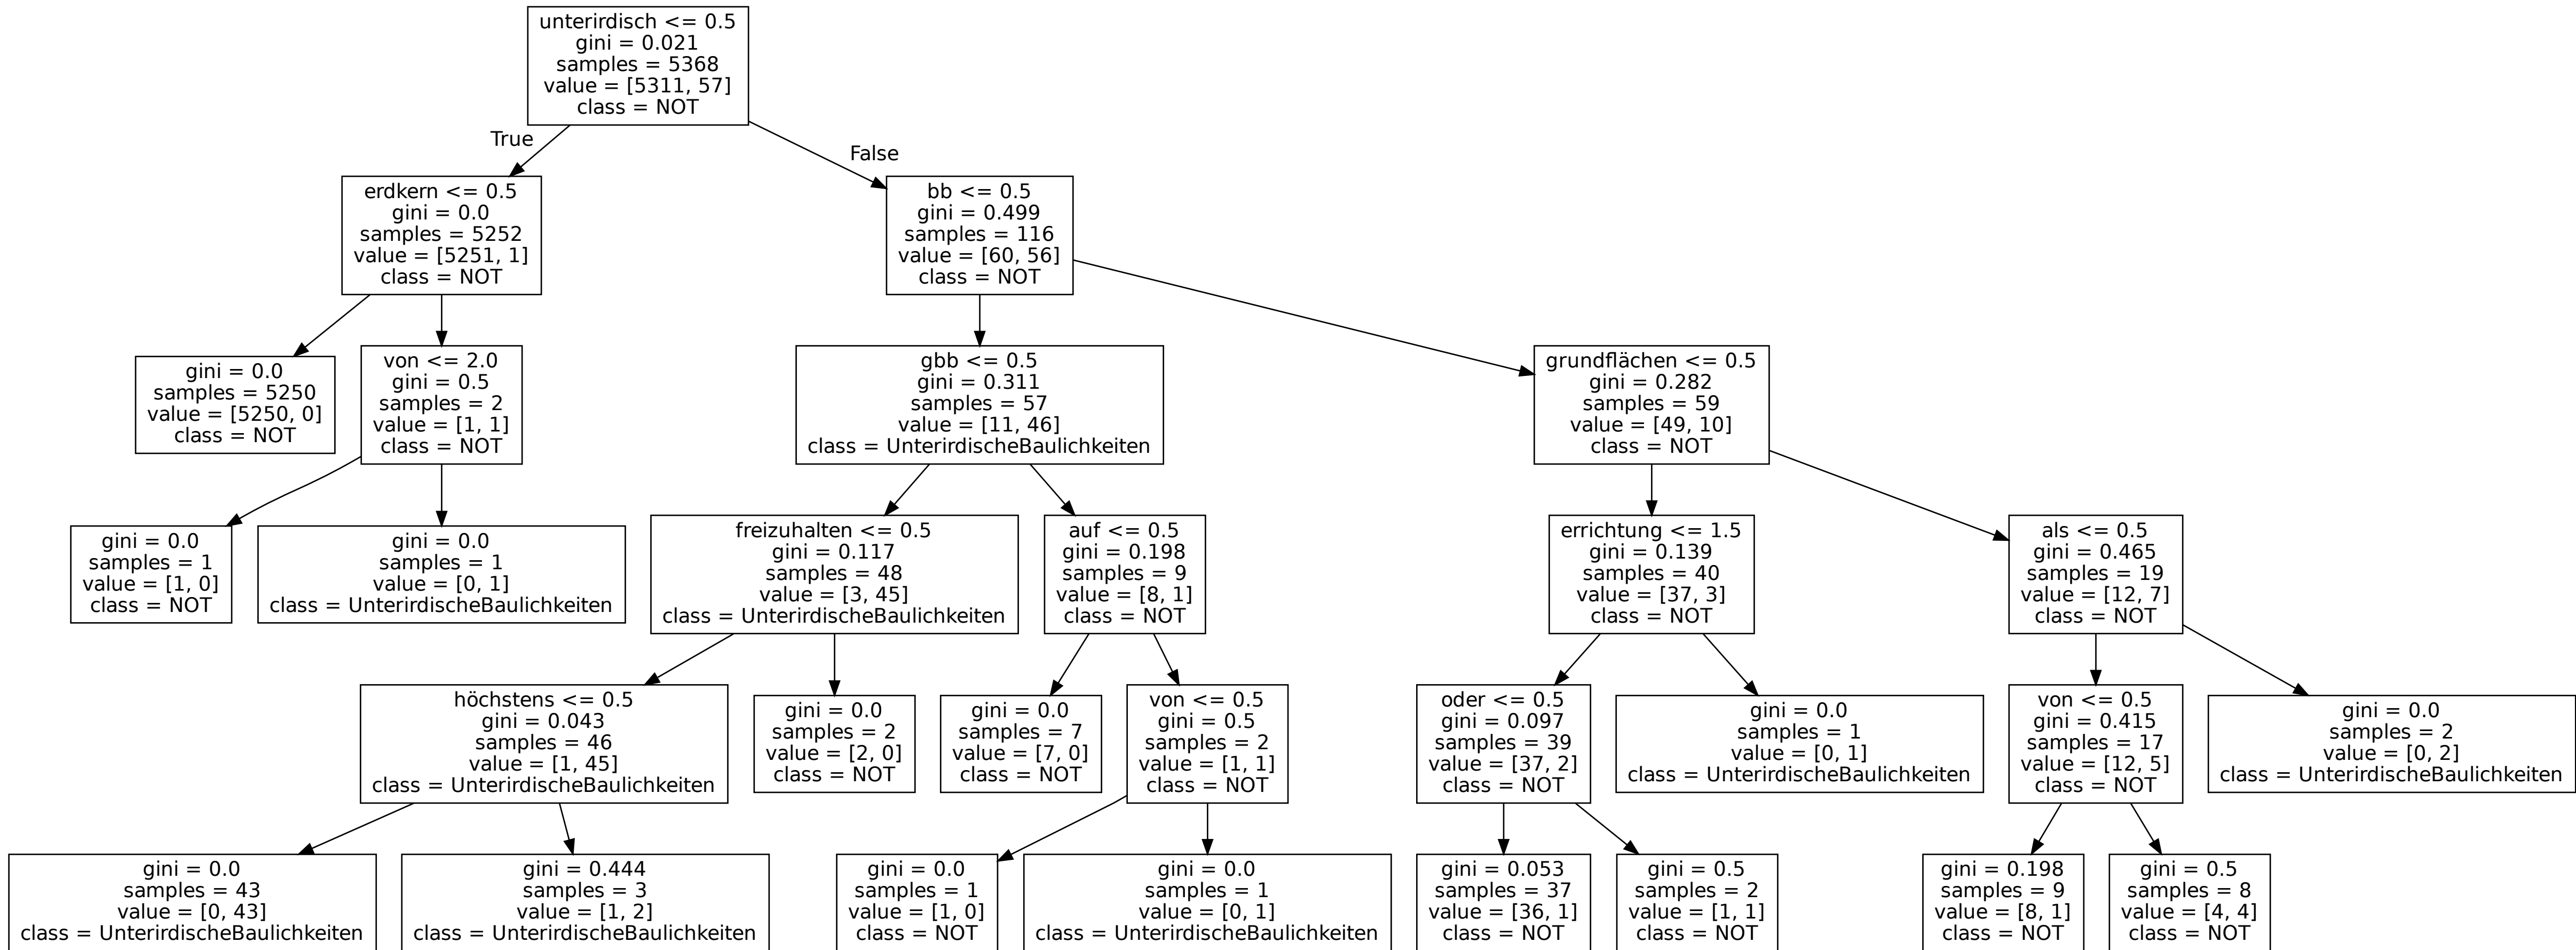 unterirdisch <= 0.5
gini = 0.021
samples = 5368
value = [5311, 57]
class = NOT
True
False
erdkern <= 0.5
gini = 0.0
samples = 5252
value = [5251, 1]
class = NOT
bb <= 0.5
gini = 0.499
samples = 116
value = [60, 56]
class = NOT
gini = 0.0
samples = 5250
value = [5250, 0]
class = NOT
von <= 2.0
gini = 0.5
samples = 2
value = [1, 1]
class = NOT
gbb <= 0.5
gini = 0.311
samples = 57
value = [11, 46]
class = UnterirdischeBaulichkeiten
grundflächen <= 0.5
gini = 0.282
samples = 59
value = [49, 10]
class = NOT
gini = 0.0
samples = 1
value = [1, 0]
class = NOT
gini = 0.0
samples = 1
value = [0, 1]
class = UnterirdischeBaulichkeiten
freizuhalten <= 0.5
gini = 0.117
samples = 48
value = [3, 45]
class = UnterirdischeBaulichkeiten
auf <= 0.5
gini = 0.198
samples = 9
value = [8, 1]
class = NOT
errichtung <= 1.5
gini = 0.139
samples = 40
value = [37, 3]
class = NOT
als <= 0.5
gini = 0.465
samples = 19
value = [12, 7]
class = NOT
höchstens <= 0.5
gini = 0.043
samples = 46
value = [1, 45]
class = UnterirdischeBaulichkeiten
gini = 0.0
samples = 2
value = [2, 0]
class = NOT
gini = 0.0
samples = 7
value = [7, 0]
class = NOT
von <= 0.5
gini = 0.5
samples = 2
value = [1, 1]
class = NOT
oder <= 0.5
gini = 0.097
samples = 39
value = [37, 2]
class = NOT
gini = 0.0
samples = 1
value = [0, 1]
class = UnterirdischeBaulichkeiten
von <= 0.5
gini = 0.415
samples = 17
value = [12, 5]
class = NOT
gini = 0.0
samples = 2
value = [0, 2]
class = UnterirdischeBaulichkeiten
gini = 0.0
samples = 43
value = [0, 43]
class = UnterirdischeBaulichkeiten
gini = 0.444
samples = 3
value = [1, 2]
class = UnterirdischeBaulichkeiten
gini = 0.0
samples = 1
value = [1, 0]
class = NOT
gini = 0.0
samples = 1
value = [0, 1]
class = UnterirdischeBaulichkeiten
gini = 0.053
samples = 37
value = [36, 1]
class = NOT
gini = 0.5
samples = 2
value = [1, 1]
class = NOT
gini = 0.198
samples = 9
value = [8, 1]
class = NOT
gini = 0.5
samples = 8
value = [4, 4]
class = NOT